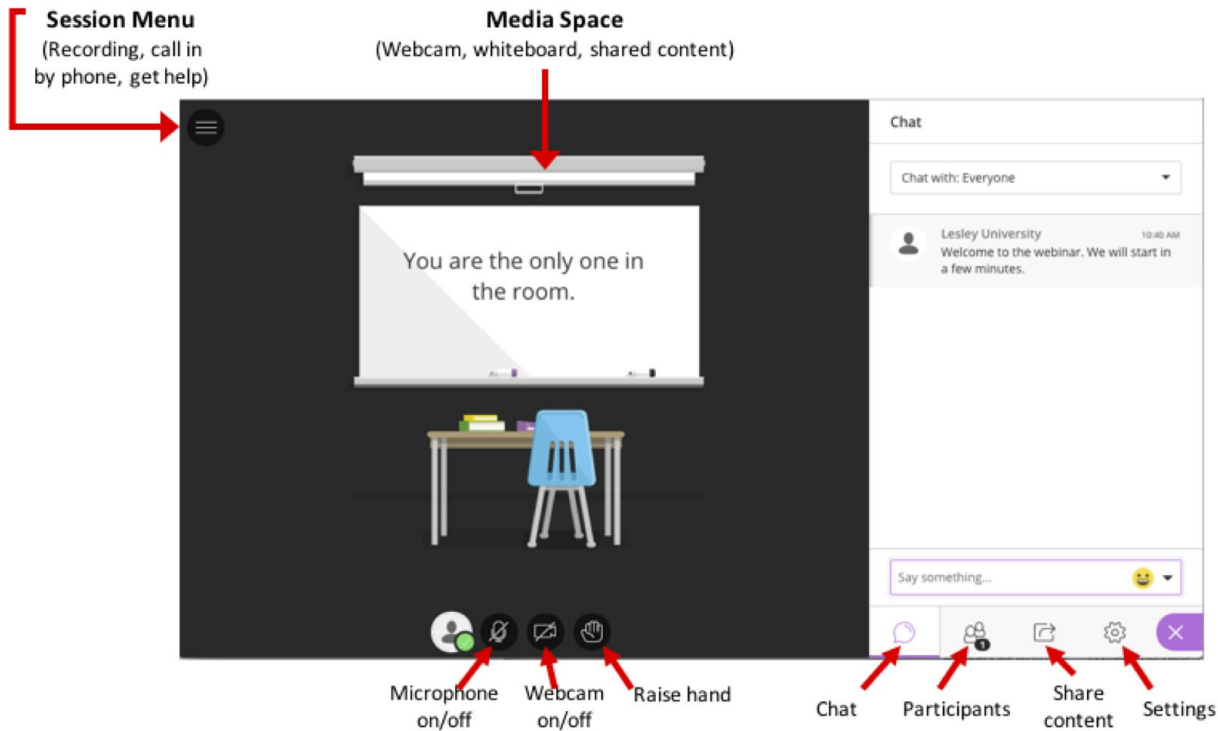 Session Menu
(Recording, call in
by phone, get help)
Media Space
(Webcam, whiteboard, shared content)
You are the only one in
the room.
Chat
Chat with: Everyone
Lesley University
10:40 AM
Welcome to the webinar. We will start in
a few minutes.
Say something...
1
Microphone
on/off
Webcam
on/off
Raise hand
Chat
Participants
Share
content
Settings